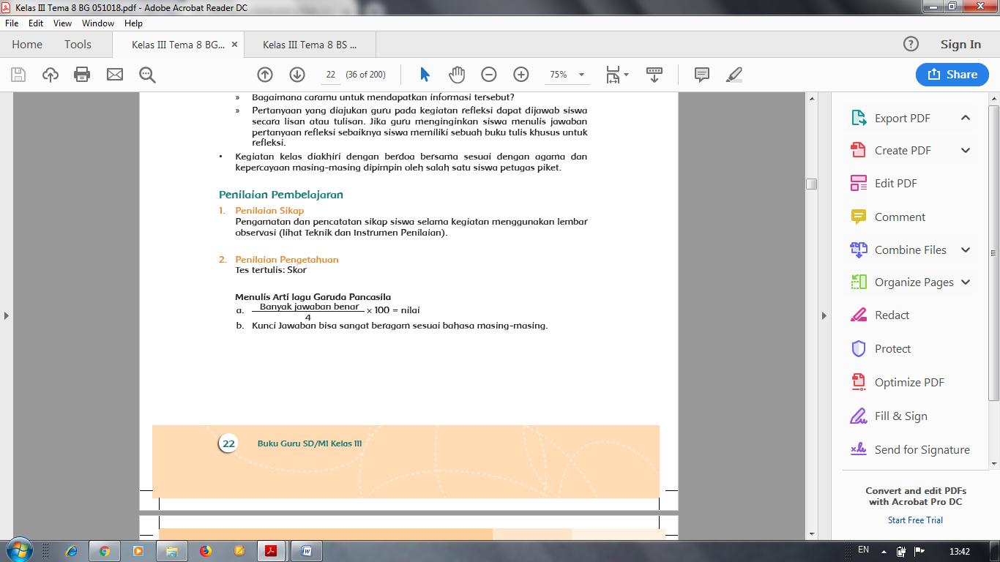 Kelas III Tema 8 BG 051018.pdf - Adobe Acrobat Reader DC
File Edit View Window Help
Home Tools Kelas III Tema 8 BG... × Kelas III Tema 8 BS ... Sign In
22 (36 of 200) 75% Share
» Bagaimana caramu untuk mendapatkan informasi tersebut?
» Pertanyaan yang diajukan guru pada kegiatan refleksi dapat dijawab siswa
secara lisan atau tulisan. Jika guru menginginkan siswa menulis jawaban
pertanyaan refleksi sebaiknya siswa memiliki sebuah buku tulis khusus untuk
refleksi.
• Kegiatan kelas diakhiri dengan berdoa bersama sesuai dengan agama dan
kepercayaan masing-masing dipimpin oleh salah satu siswa petugas piket.
Penilaian Pembelajaran
1. Penilaian Sikap
Pengamatan dan pencatatan sikap siswa selama kegiatan menggunakan lembar
observasi (lihat Teknik dan Instrumen Penilaian).
2. Penilaian Pengetahuan
Tes tertulis: Skor
Menulis Arti lagu Garuda Pancasila
a. Banyak jawaban benar
4
x 100 = nilai
b. Kunci Jawaban bisa sangat beragam sesuai bahasa masing-masing.
22 Buku Guru SD/MI Kelas III
Export PDF
Create PDF
Edit PDF
Comment
Combine Files
Organize Pages
Redact
Protect
Optimize PDF
Fill & Sign
Send for Signature
Convert and edit PDFs
with Acrobat Pro DC
Start Free Trial
EN 13:42